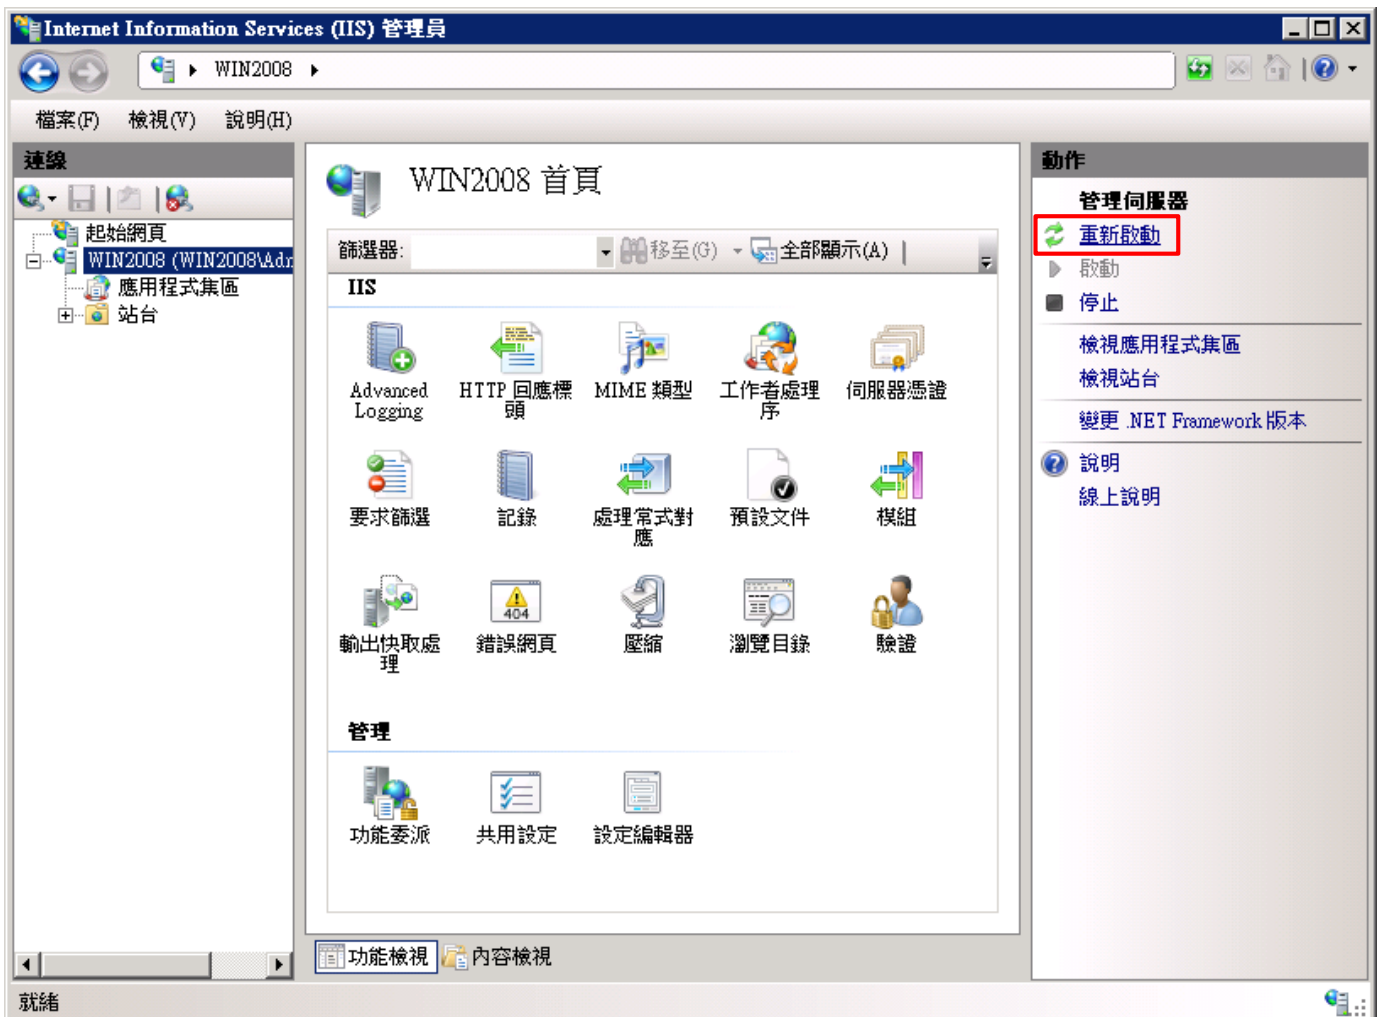 Internet Information Services (IIS) 管理員
WIN2008
檔案(F) 檢視(V) 說明(H)
連線
起始網頁
WIN2008 (WIN2008\Adr
應用程式集區
站台
WIN2008 首頁
篩選器: 移至(G) 全部顯示(A)
IIS
Advanced Logging
HTTP 回應標頭
MIME 類型
工作者處理序
伺服器憑證
要求篩選
記錄
處理常式對應
預設文件
模組
輸出快取處理
404
錯誤網頁
壓縮
瀏覽目錄
驗證
管理
功能委派
共用設定
設定編輯器
功能檢視 內容檢視
動作
管理伺服器
重新啟動
啟動
停止
檢視應用程式集區
檢視站台
變更 .NET Framework 版本
說明
線上說明
就緒